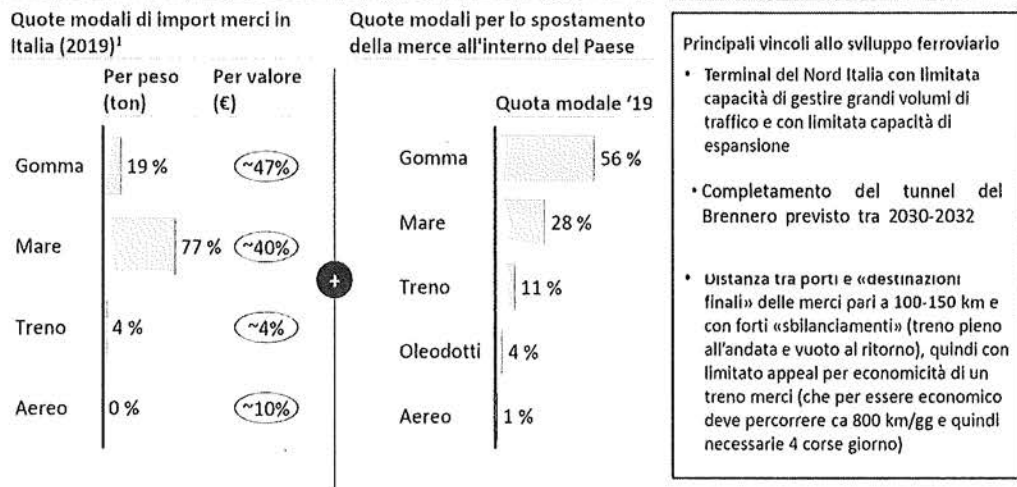 Quote modali di import merci in
Italia (2019)¹
Per peso
(ton)
Per valore
(€)
Gomma
19 %
~47%
Mare
77 %
~40%
Treno
4 %
~4%
Aereo
0 %
~10%
+
Quote modali per lo spostamento
della merce all'interno del Paese
Quota modale '19
Gomma
56 %
Mare
28 %
Treno
11 %
Oleodotti
4 %
Aereo
1 %
Principali vincoli allo sviluppo ferroviario
• Terminal del Nord Italia con limitata
capacità di gestire grandi volumi di
traffico e con limitata capacità di
espansione
• Completamento del tunnel del
Brennero previsto tra 2030-2032
• Distanza tra porti e «destinazioni
finali» delle merci pari a 100-150 km e
con forti «sbilanciamenti» (treno pleno
all'andata e vuoto al ritorno), quindi con
limitato appeal per economicità di un
treno merci (che per essere economico
deve percorrere ca 800 km/gg e quindi
necessarie 4 corse giorno)